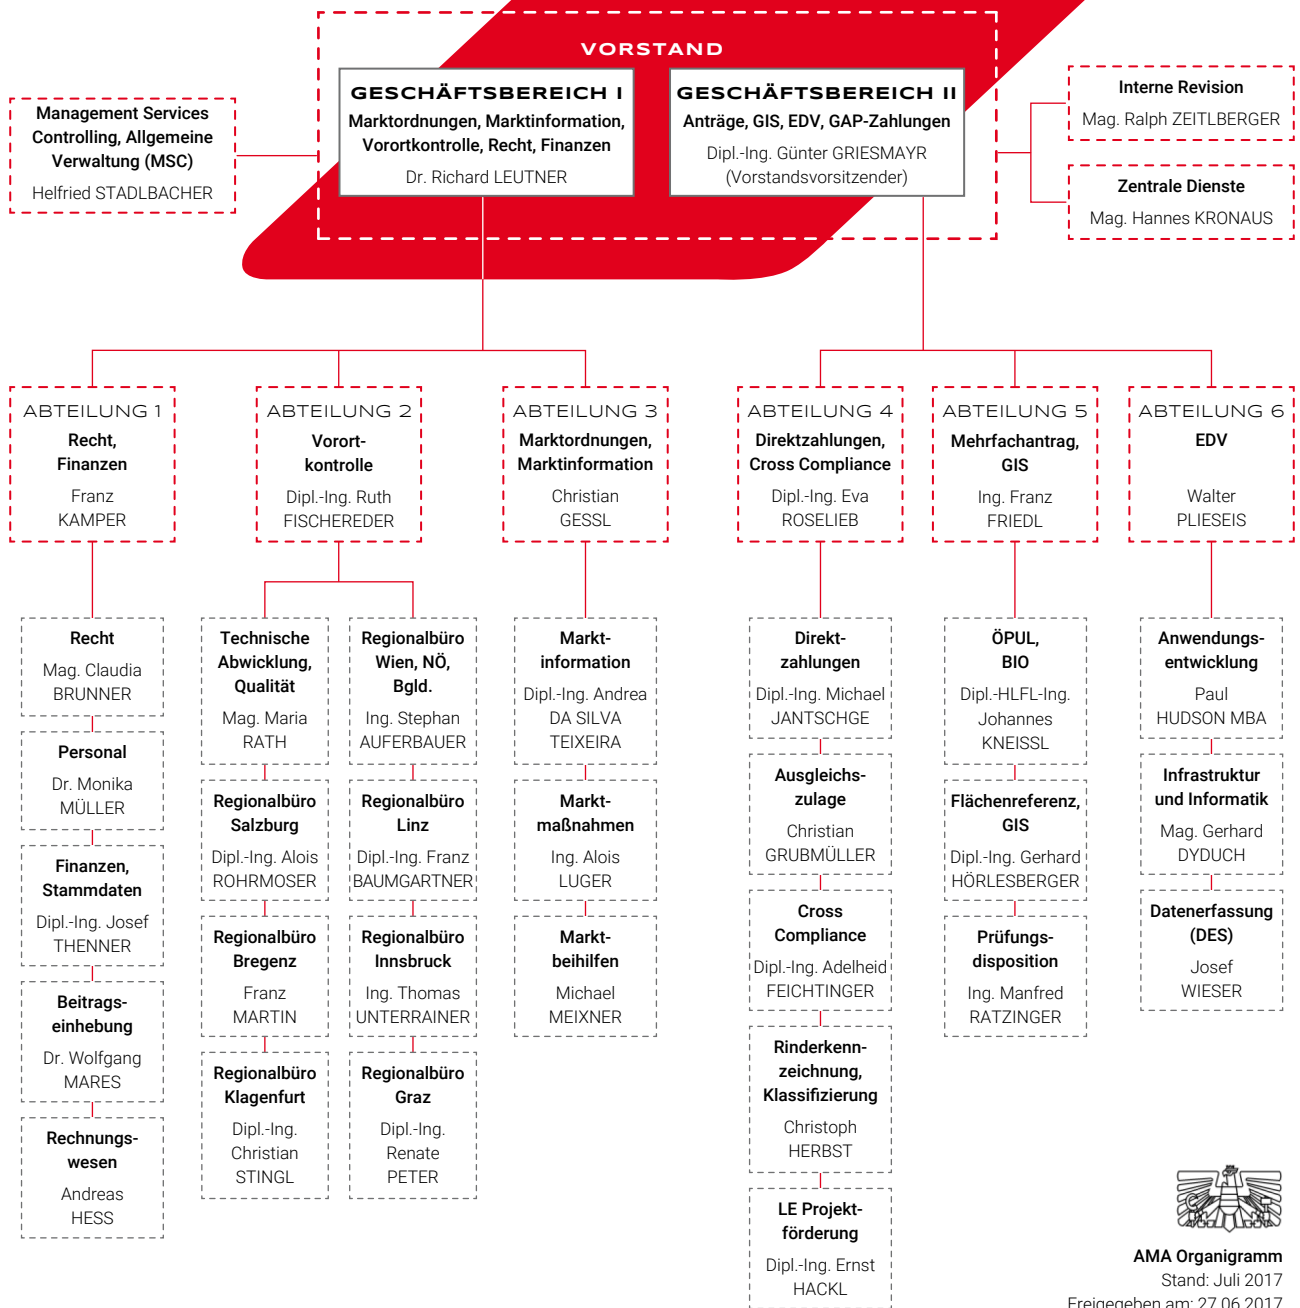 VORSTAND
GESCHÄFTSBEREICH I
Marktordnungen, Marktinformation,
Vorortkontrolle, Recht, Finanzen
Dr. Richard LEUTNER
GESCHÄFTSBEREICH II
Anträge, GIS, EDV, GAP-Zahlungen
Dipl.-Ing. Günter GRIESMAYR
(Vorstandsvorsitzender)
Management Services
Controlling, Allgemeine
Verwaltung (MSC)
Helfried STADLBACHER
Interne Revision
Mag. Ralph ZEITLBERGER
Zentrale Dienste
Mag. Hannes KRONAUS
ABTEILUNG 1
Recht,
Finanzen
Franz
KAMPER
ABTEILUNG 2
Vorort-
kontrolle
Dipl.-Ing. Ruth
FISCHEREDER
ABTEILUNG 3
Marktordnungen,
Marktinformation
Christian
GESSL
ABTEILUNG 4
Direktzahlungen,
Cross Compliance
Dipl.-Ing. Eva
ROSELIEB
ABTEILUNG 5
Mehrfachantrag,
GIS
Ing. Franz
FRIEDL
ABTEILUNG 6
EDV
Walter
PLIESEIS
Recht
Mag. Claudia
BRUNNER
Personal
Dr. Monika
MÜLLER
Finanzen,
Stammdaten
Dipl.-Ing. Josef
THENNER
Beitrags-
einhebung
Dr. Wolfgang
MARES
Rechnungs-
wesen
Andreas
HESS
Technische
Abwicklung,
Qualität
Mag. Maria
RATH
Regionalbüro
Salzburg
Dipl.-Ing. Alois
ROHRMOSER
Regionalbüro
Bregenz
Franz
MARTIN
Regionalbüro
Klagenfurt
Dipl.-Ing.
Christian
STINGL
Regionalbüro
Wien, NÖ,
Bgld.
Ing. Stephan
AUFERBAUER
Regionalbüro
Linz
Dipl.-Ing. Franz
BAUMGARTNER
Regionalbüro
Innsbruck
Ing. Thomas
UNTERRAINER
Regionalbüro
Graz
Dipl.-Ing.
Renate
PETER
Markt-
information
Dipl.-Ing. Andrea
DA SILVA
TEIXEIRA
Markt-
maßnahmen
Ing. Alois
LUGER
Markt-
beihilfen
Michael
MEIXNER
Direkt-
zahlungen
Dipl.-Ing. Michael
JANTSCHGE
Ausgleichs-
zulage
Christian
GRUBMÜLLER
Cross
Compliance
Dipl.-Ing. Adelheid
FEICHTINGER
Rinderkenn-
zeichnung,
Klassifizierung
Christoph
HERBST
LE Projekt-
förderung
Dipl.-Ing. Ernst
HACKL
ÖPUL,
BIO
Dipl.-HLFL-Ing.
Johannes
KNEISSL
Flächenreferenz,
GIS
Dipl.-Ing. Gerhard
HÖRLESBERGER
Prüfungs-
disposition
Ing. Manfred
RATZINGER
Anwendungs-
entwicklung
Paul
HUDSON MBA
Infrastruktur
und Informatik
Mag. Gerhard
DYDUCH
Datenerfassung
(DES)
Josef
WIESER
AMA Organigramm
Stand: Juli 2017
Freigegeben am: 27.06.2017